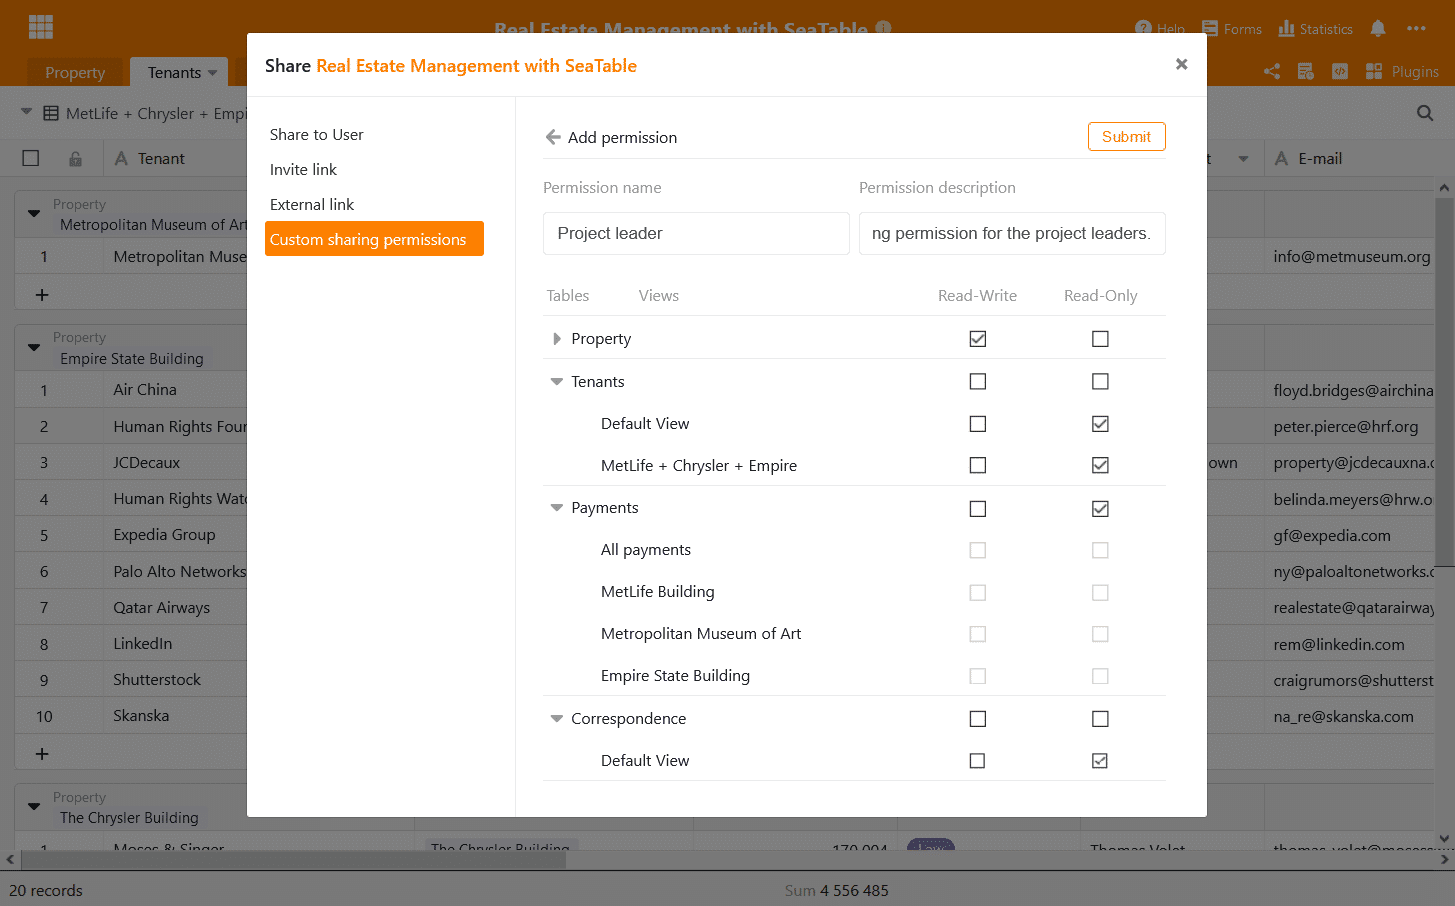 Real Estate Management with SeaTable
Help
Forms
Statistics
Property
Tenants
Plugins
MetLife + Chrysler + Empi
Tenant
t
E-mail
Property
Metropolitan Museum of Art
1 Metropolitan Muse info@metmuseum.org
Property
Empire State Building
1 Air China floyd.bridges@airchina
2 Human Rights Foun peter.pierce@hrf.org
3 JCDecaux own property@jcdecauxna.c
4 Human Rights Watc belinda.meyers@hrw.o
5 Expedia Group gf@expedia.com
6 Palo Alto Networks ny@paloaltonetworks.c
7 Qatar Airways realestate@qatarairway
8 LinkedIn rem@linkedin.com
9 Shutterstock craigrumors@shutterst
10 Skanska na_re@skanska.com
Property
The Chrysler Building
1 Moses & Singer The Chrysler Building 170 004 Law Thomas Volet thomas.volet@mosess
20 records
Sum 4 556 485
Share Real Estate Management with SeaTable
Share to User
Invite link
External link
Custom sharing permissions
Add permission
Submit
Permission name Permission description
Project leader ng permission for the project leaders.
Tables Views Read-Write Read-Only
Property
Tenants
Default View
MetLife + Chrysler + Empire
Payments
All payments
MetLife Building
Metropolitan Museum of Art
Empire State Building
Correspondence
Default View